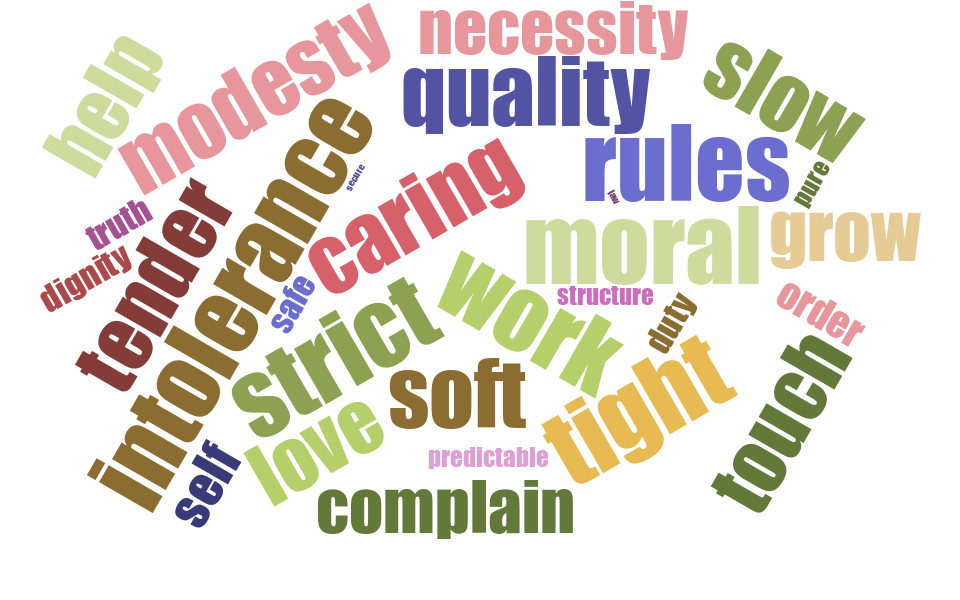 necessity
modesty
help
quality
slow
rules
caring
intolerance
secure
pure
truth
tender
moral
grow
dignity
safe
structure
work
duty
order
strict
tight
touch
soft
love
self
predictable
complain